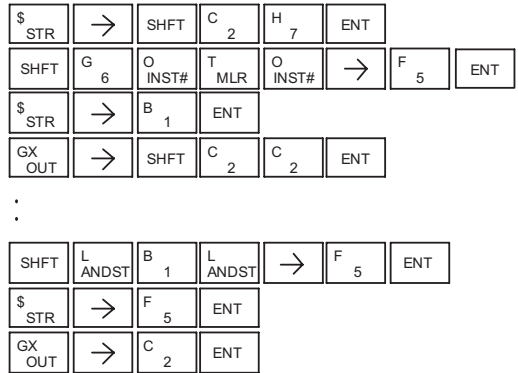 $ STR → SHFT C 2 H 7 ENT
SHFT G 6 O INST# T MLR O INST# → F 5 ENT
$ STR → B 1 ENT
GX OUT → SHFT C 2 C 2 ENT
:
SHFT L ANDST B 1 L ANDST → F 5 ENT
$ STR → F 5 ENT
GX OUT → C 2 ENT